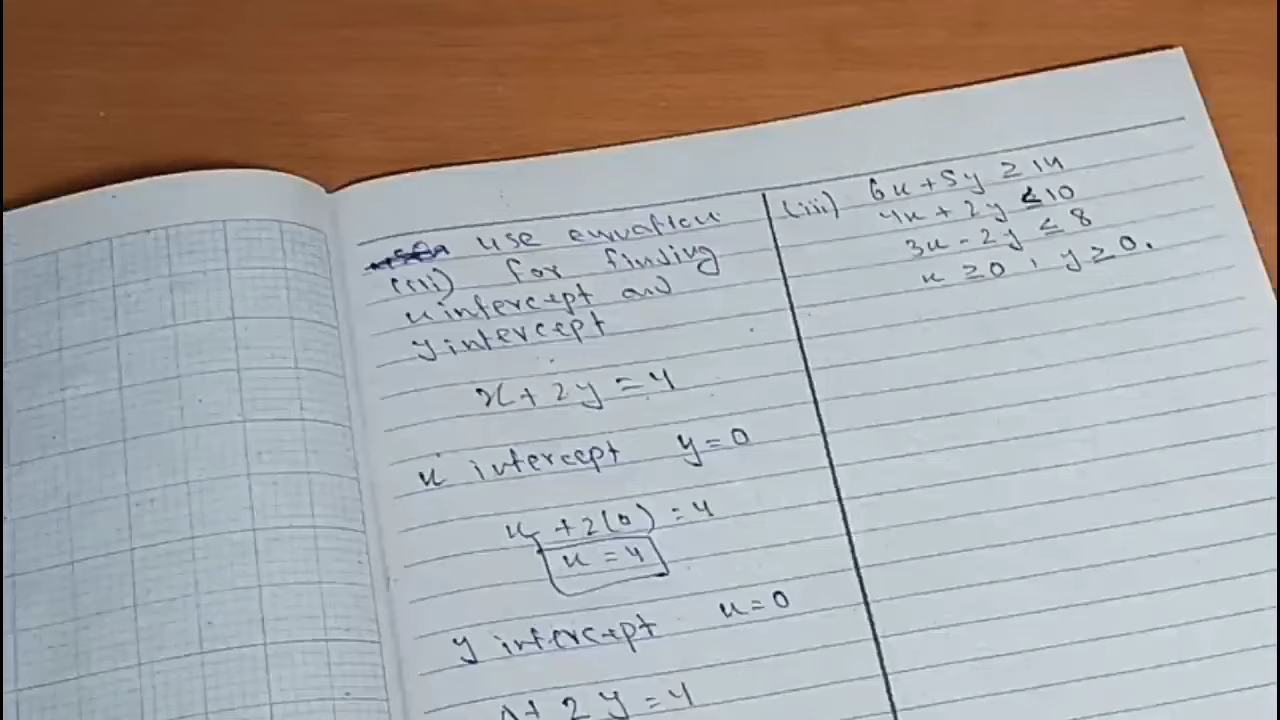 use equation
(iii) for finding
x intercept and
y intercept
x + 2y = 4
x intercept y = 0
x + 2(0) = 4
x = 4
y intercept x = 0
2y = 4
(iii) 6x + 5y ≥ 14
4x + 2y ≤ 10
3x - 2y ≤ 8
x ≥ 0, y ≥ 0.